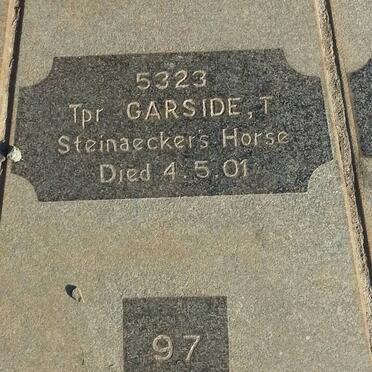 5323
Tpr GARSIDE, T
Steinaecker's Horse
Died 4.5.01
97